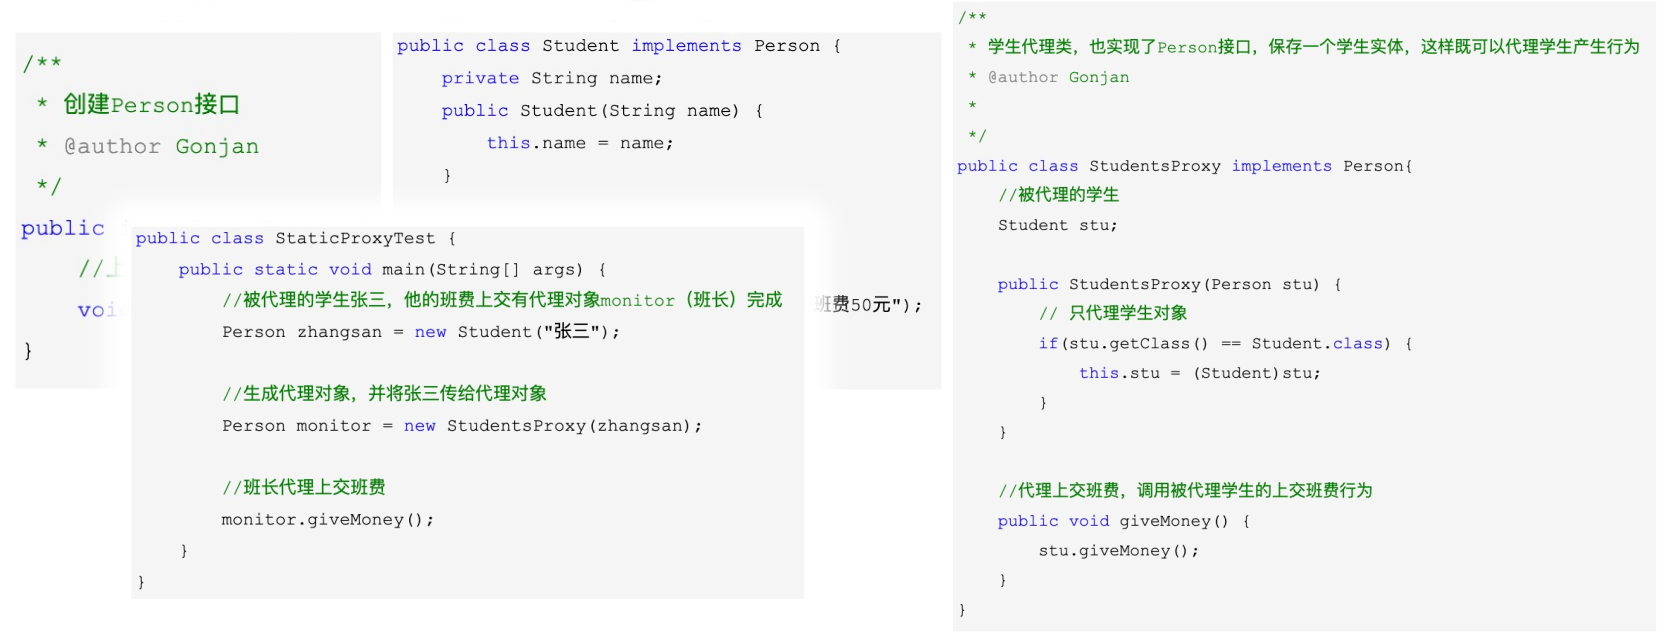 /**
 * 创建Person接口
 * @author Gonjan
 */
public
//上
void
}
public class Student implements Person {
    private String name;
    public Student(String name) {
        this.name = name;
    }
班费50元");
public class StaticProxyTest {
    public static void main(String[] args) {
        //被代理的学生张三，他的班费上交有代理对象monitor（班长）完成
        Person zhangsan = new Student("张三");
        //生成代理对象，并将张三传给代理对象
        Person monitor = new StudentsProxy(zhangsan);
        //班长代理上交班费
        monitor.giveMoney();
    }
}
/**
 * 学生代理类，也实现了Person接口，保存一个学生实体，这样既可以代理学生产生行为
 * @author Gonjan
 *
 */
public class StudentsProxy implements Person{
    //被代理的学生
    Student stu;
    public StudentsProxy(Person stu) {
        // 只代理学生对象
        if(stu.getClass() == Student.class) {
            this.stu = (Student)stu;
        }
    }
    //代理上交班费，调用被代理学生的上交班费行为
    public void giveMoney() {
        stu.giveMoney();
    }
}